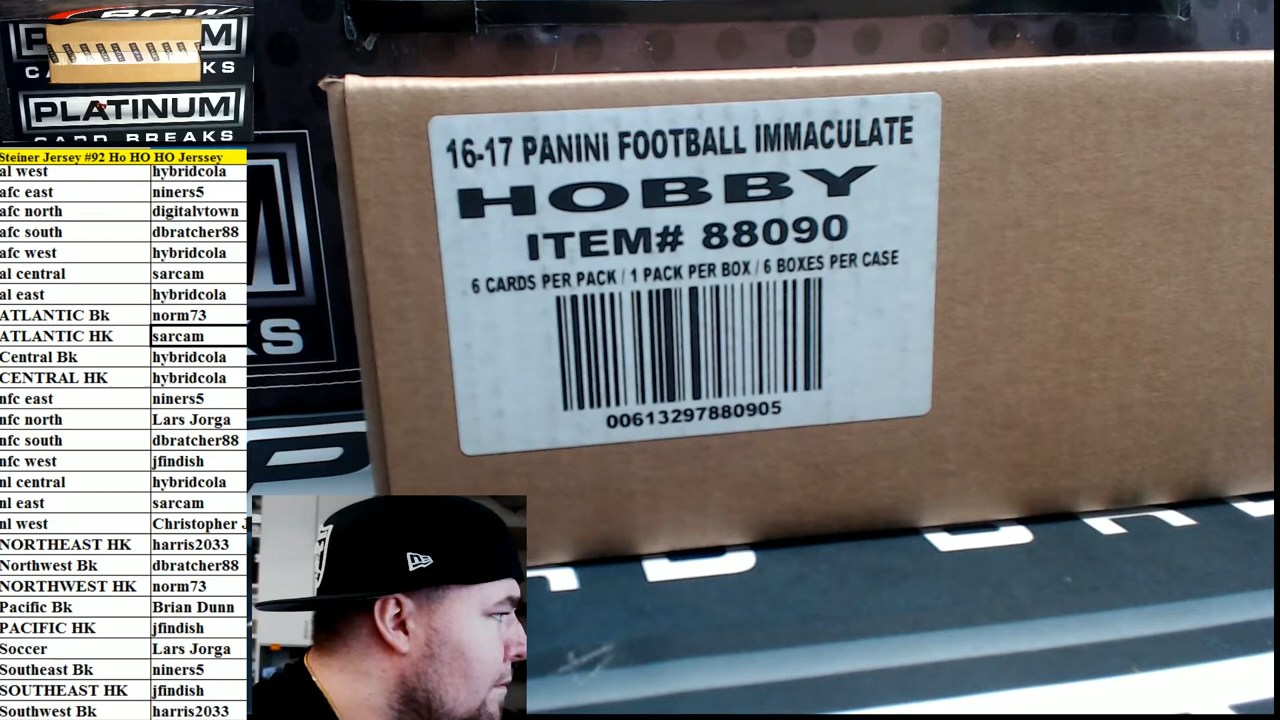 PLATINUM
CARD BREAKS
Steiner Jersey #92 Ho HO HO Jerssey
al west hybridcola
afc east niners5
afc north digitalvtown
afc south dbratcher88
afc west hybridcola
al central sarcam
al east hybridcola
ATLANTIC Bk norm73
ATLANTIC HK sarcam
Central Bk hybridcola
CENTRAL HK hybridcola
nfc east niners5
nfc north Lars Jorga
nfc south dbratcher88
nfc west jfindish
nl central hybridcola
nl east sarcam
nl west Christopher J
NORTHEAST HK harris2033
Northwest Bk dbratcher88
NORTHWEST HK norm73
Pacific Bk Brian Dunn
PACIFIC HK jfindish
Soccer Lars Jorga
Southeast Bk niners5
SOUTHEAST HK jfindish
Southwest Bk harris2033
16-17 PANINI FOOTBALL IMMACULATE
HOBBY
ITEM# 88090
6 CARDS PER PACK / 1 PACK PER BOX / 6 BOXES PER CASE
00613297880905